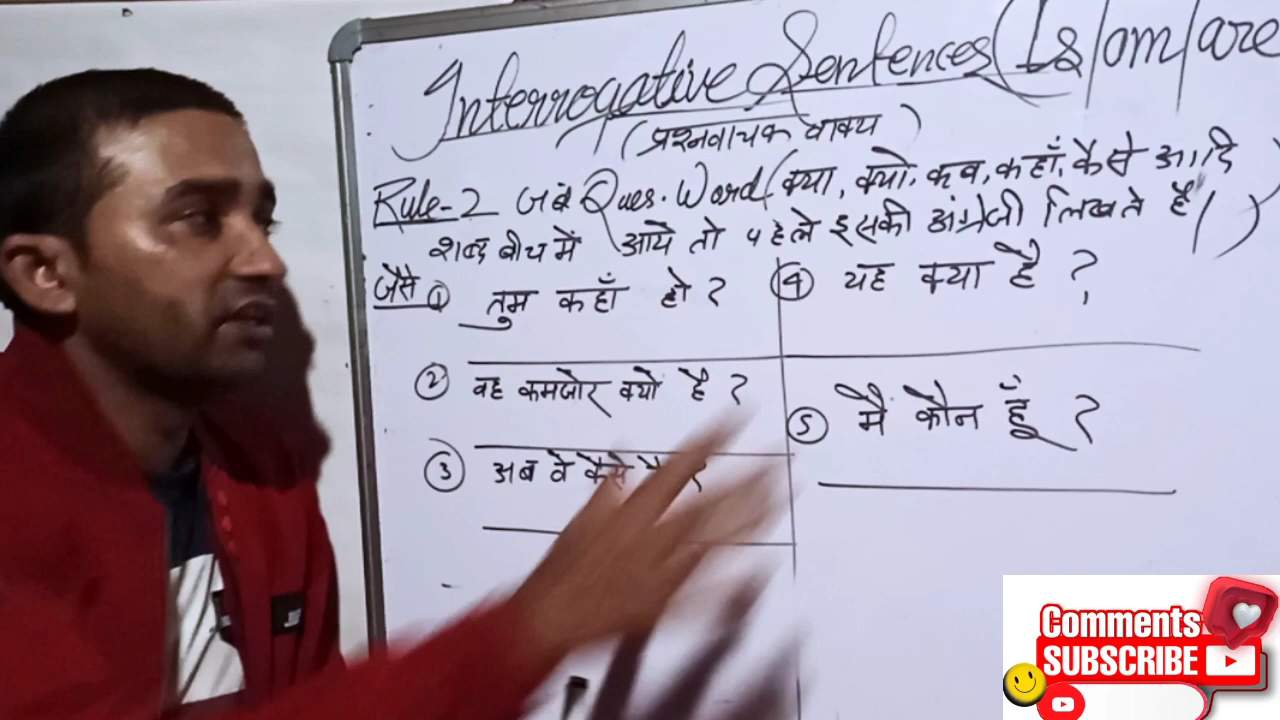 Interrogative Sentences (Is/am/are
(प्रश्नवाचक वाक्य)
Rule-2 जब Ques. Word (क्या, क्यो, कब, कहाँ, कैसे आदि)
शब्द बीच में आये तो पहले इसकी अंग्रेजी लिखते है ( )
जैसे ① तुम कहाँ हो ?
② वह कमजोर क्यो है ?
③ अब वे कैसे ?
④ यह क्या है ?
⑤ मै कौन हूँ ?
Comments
SUBSCRIBE